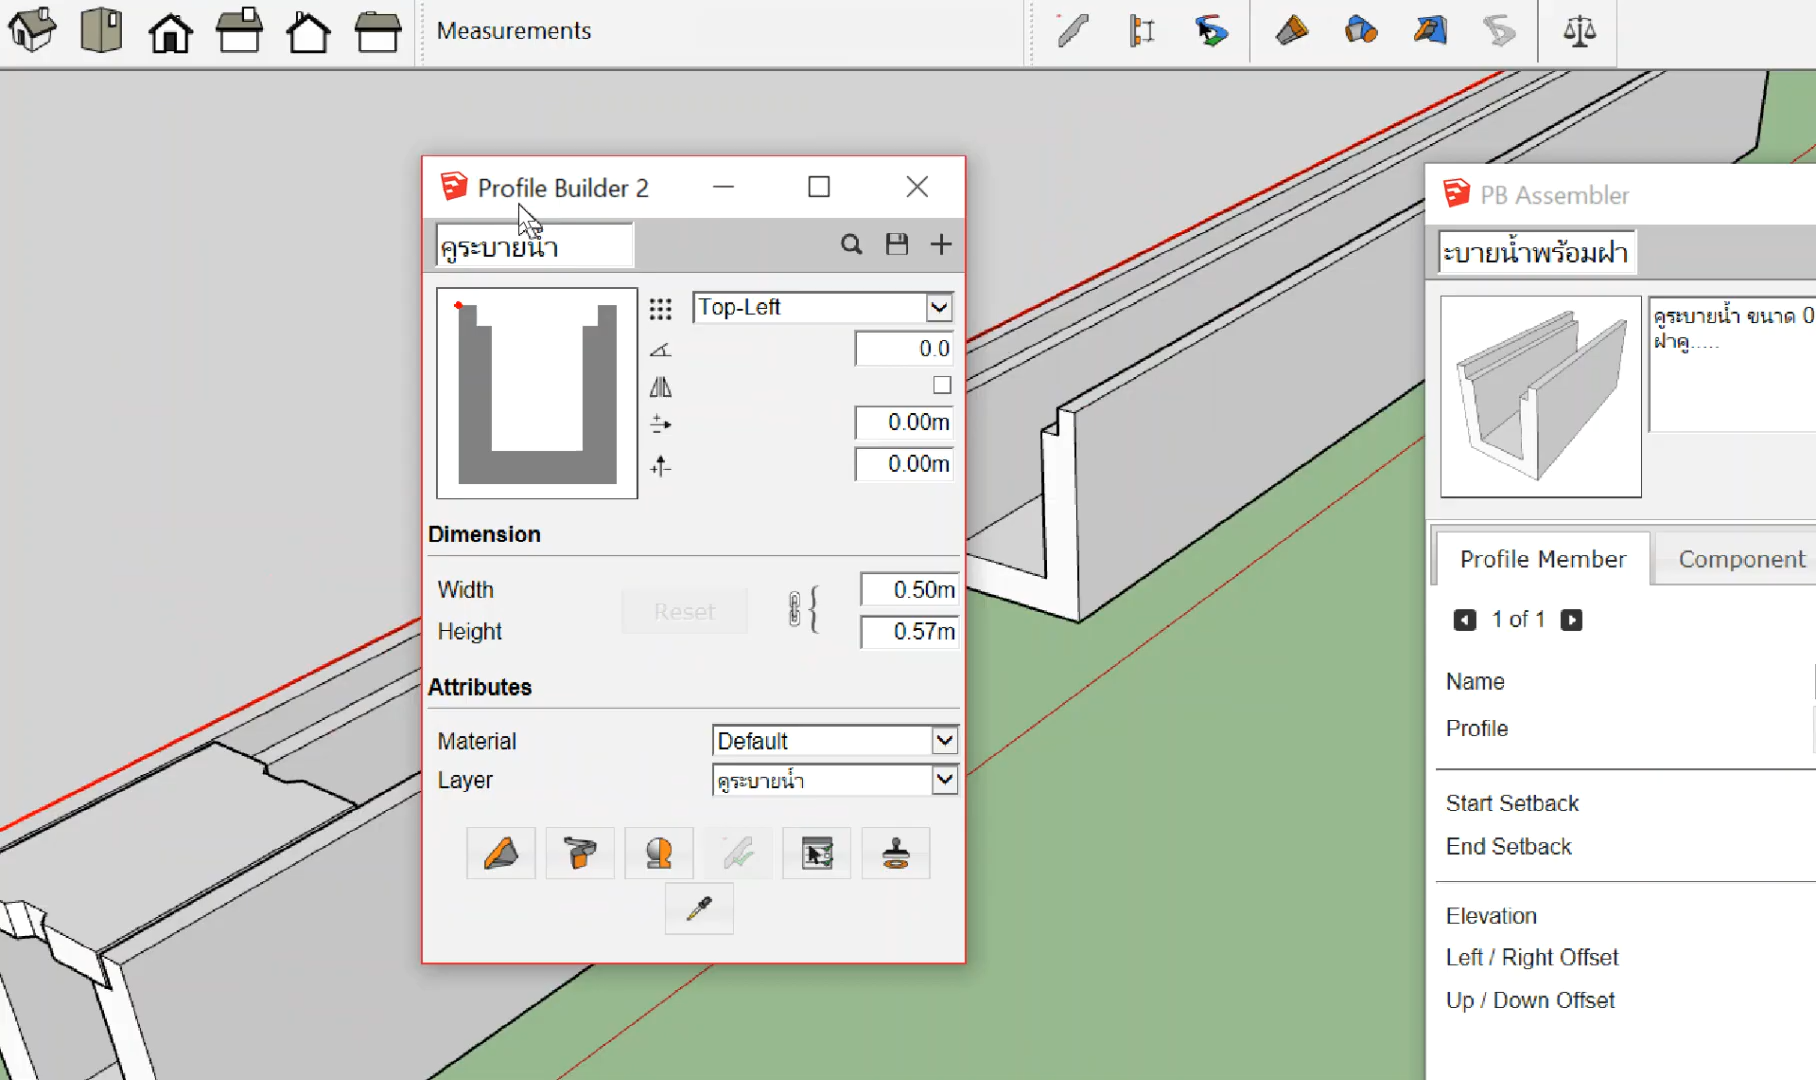 Measurements
Profile Builder 2
คูระบายน้ำ
Top-Left
0.0
0.00m
0.00m
Dimension
Width
0.50m
Reset
Height
0.57m
Attributes
Material
Default
Layer
คูระบายน้ำ
PB Assembler
ะบายน้ำพร้อมฝา
คูระบายน้ำ ขนาด 0
ฝาคู.....
Profile Member
Component
1 of 1
Name
Profile
Start Setback
End Setback
Elevation
Left / Right Offset
Up / Down Offset